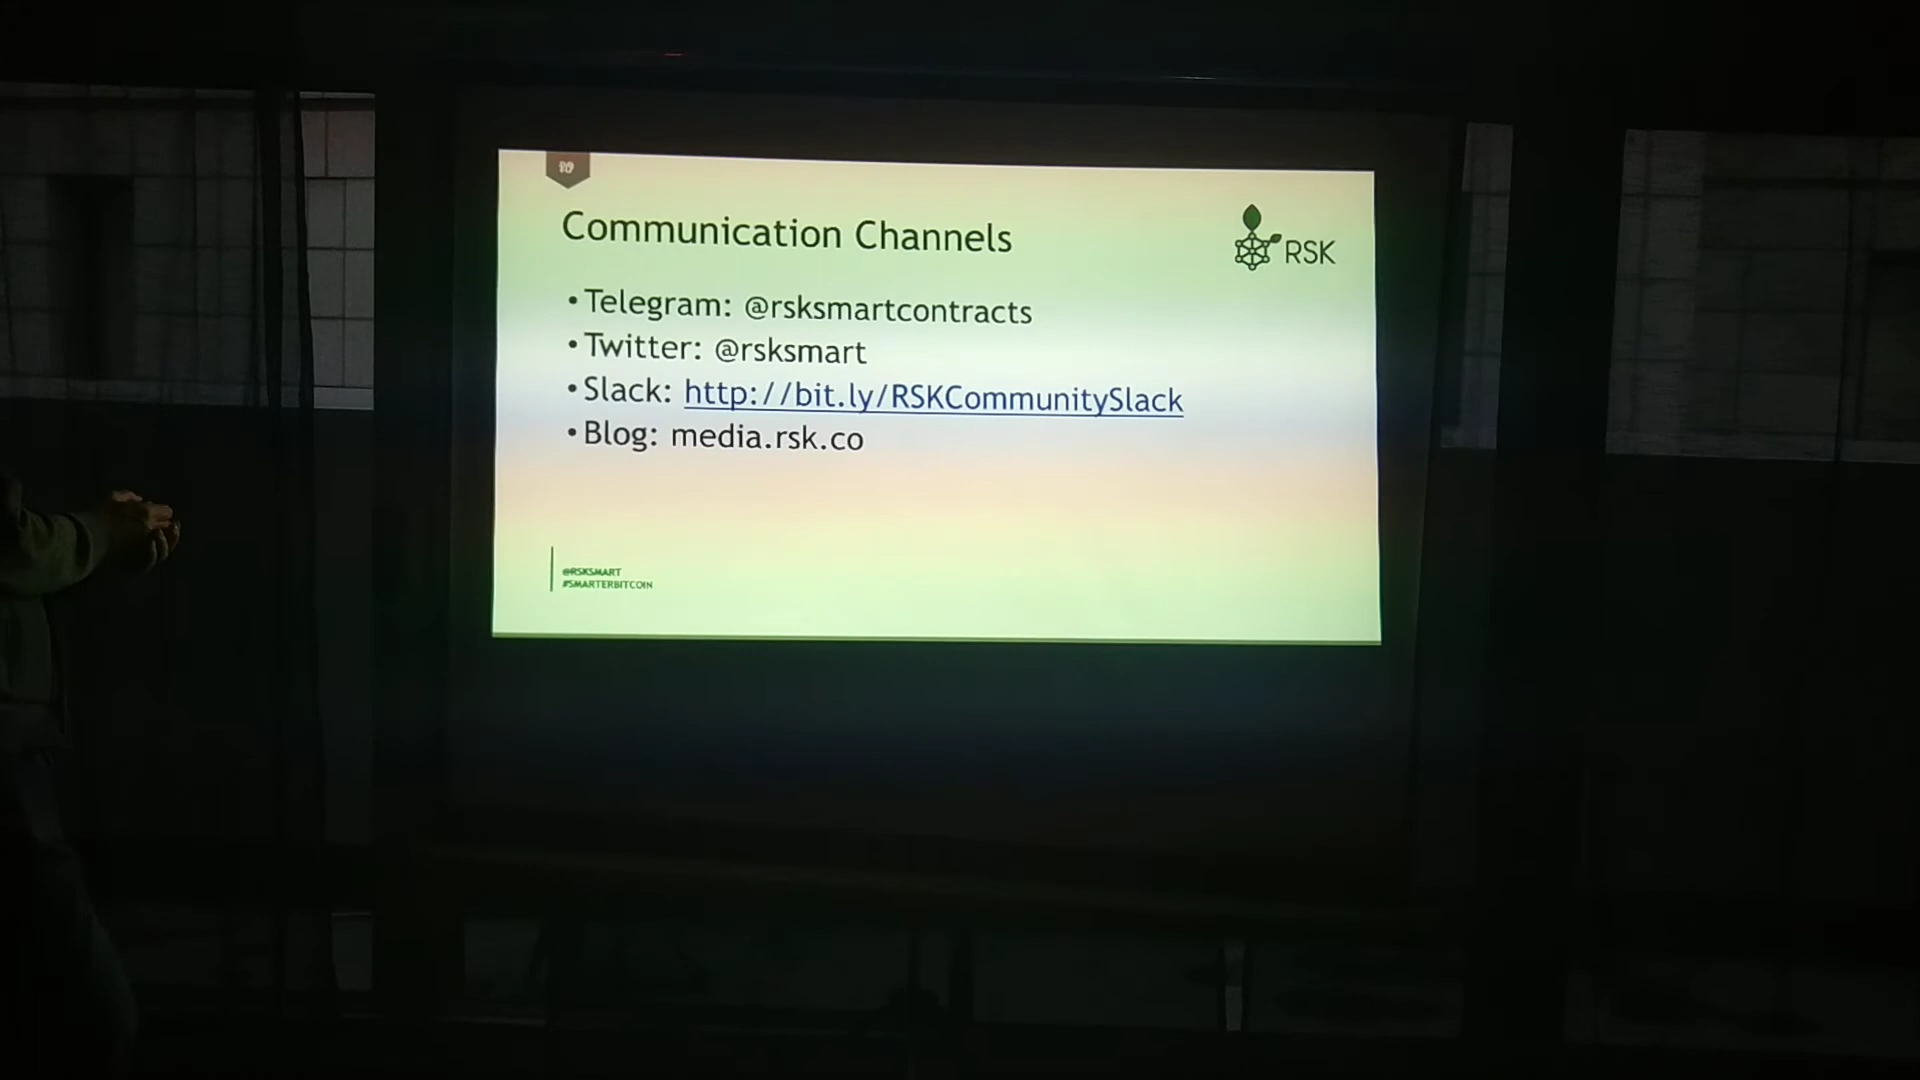 Communication Channels
RSK
• Telegram: @rsksmartcontracts
• Twitter: @rsksmart
• Slack: http://bit.ly/RSKCommunitySlack
• Blog: media.rsk.co
@RSKSMART
#SMARTERBITCOIN